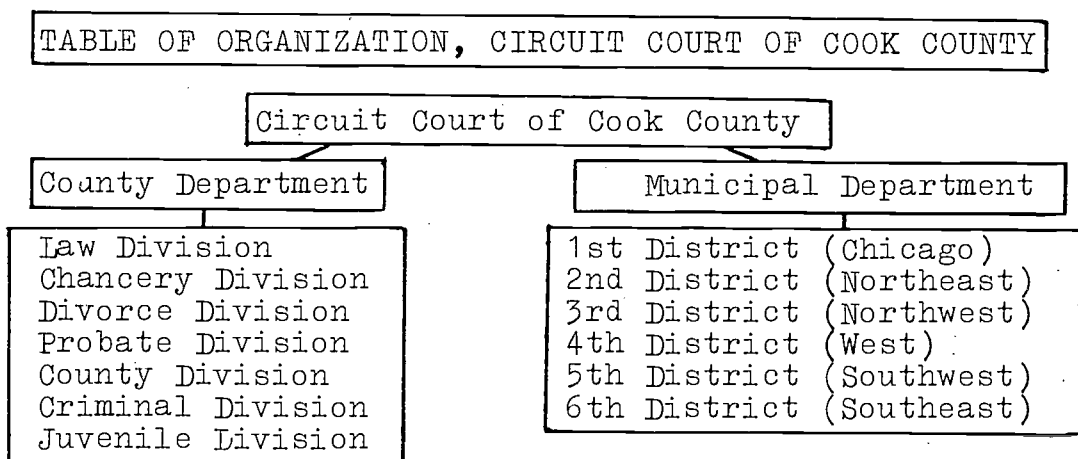 TABLE OF ORGANIZATION, CIRCUIT COURT OF COOK COUNTY
Circuit Court of Cook County
County Department
Law Division
Chancery Division
Divorce Division
Probate Division
County Division
Criminal Division
Juvenile Division
Municipal Department
1st District (Chicago)
2nd District (Northeast)
3rd District (Northwest)
4th District (West)
5th District (Southwest)
6th District (Southeast)